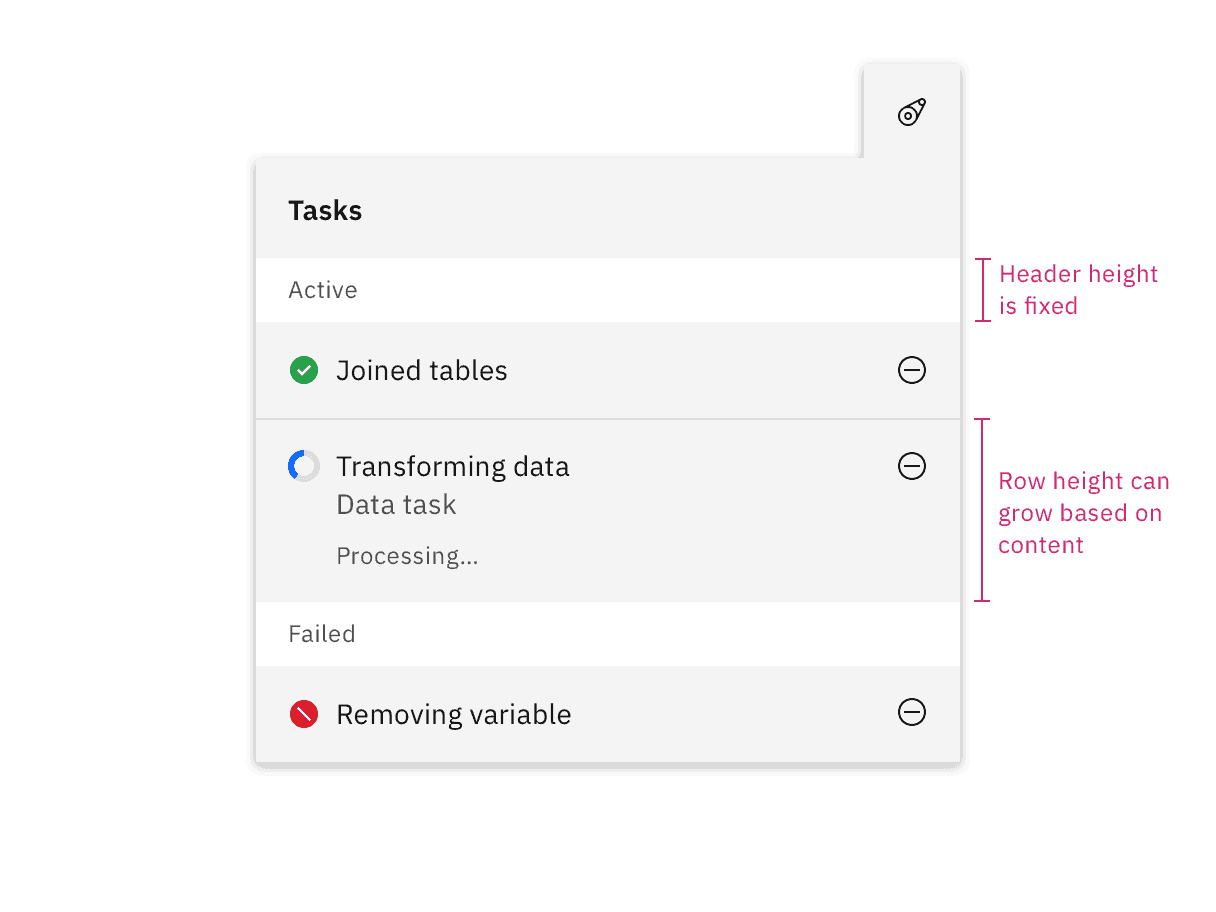 Tasks
Active
Header height
is fixed
Joined tables
Transforming data
Data task
Processing...
Row height can
grow based on
content
Failed
Removing variable